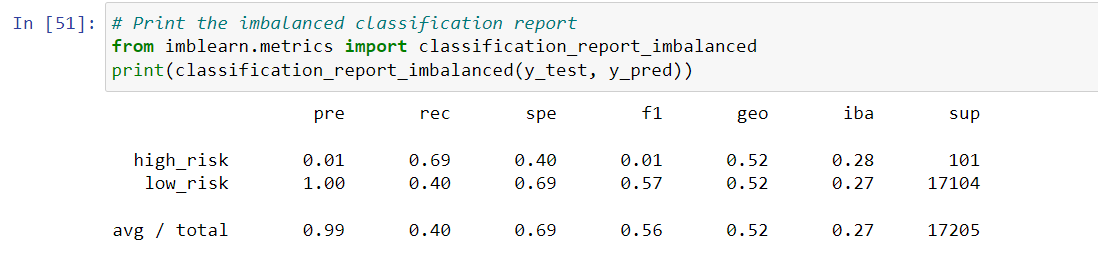 In [51]: # Print the imbalanced classification report
from imblearn.metrics import classification_report_imbalanced
print(classification_report_imbalanced(y_test, y_pred))
pre rec spe f1 geo iba sup
high_risk 0.01 0.69 0.40 0.01 0.52 0.28 101
low_risk 1.00 0.40 0.69 0.57 0.52 0.27 17104
avg / total 0.99 0.40 0.69 0.56 0.52 0.27 17205